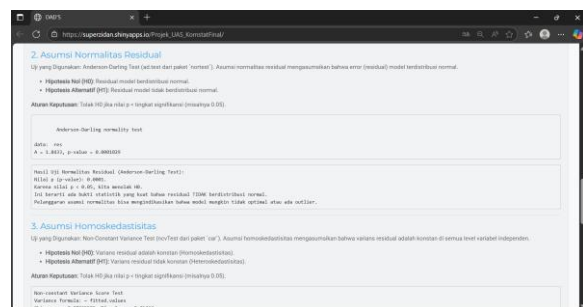 DAD'S
https://superzidan.shinyapps.io/Projek_UAS_KomstatFinal/
2. Asumsi Normalitas Residual
Uji yang Digunakan: Anderson-Darling Test (ad.test dari paket 'nortest'). Asumsi normalitas residual mengasumsikan bahwa error (residual) model terdistribusi normal.
• Hipotesis Nol (H0): Residual model berdistribusi normal.
• Hipotesis Alternatif (H1): Residual model tidak berdistribusi normal.
Aturan Keputusan: Tolak H0 jika nilai p < tingkat signifikansi (misalnya 0.05).
Anderson-Darling normality test
data: res
p-value = 0.0001029
Hasil Uji Normalitas Residual (Anderson-Darling Test):
Nilai p (p-value): 0.0001.
Karena nilai p < 0.05, kita menolak H0.
Ini berarti ada bukti statistik yang kuat bahwa residual TIDAK berdistribusi normal.
Pelanggaran asumsi normalitas bisa mengindikasikan bahwa model mungkin tidak optimal atau ada outlier.
3. Asumsi Homoskedastisitas
Uji yang Digunakan: Non-Constant Variance Test (ncvTest dari paket 'car'). Asumsi homoskedastisitas mengasumsikan bahwa varians residual adalah konstan di semua level variabel independen.
• Hipotesis Nol (H0): Varians residual adalah konstan (Homoskedastisitas).
• Hipotesis Alternatif (H1): Varians residual tidak konstan (Heteroskedastisitas).
Aturan Keputusan: Tolak H0 jika nilai p < tingkat signifikansi (misalnya 0.05).
Non-constant Variance Score Test
Variance formula: ~ fitted.values